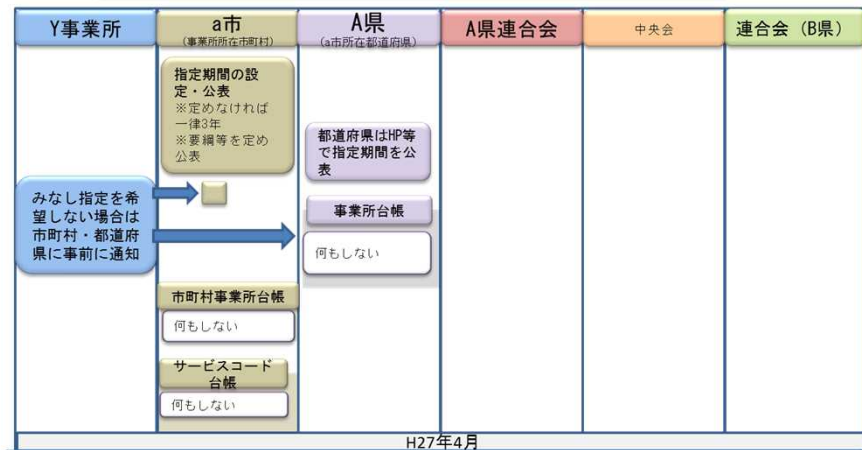 Y事業所
a市
(事業所所在市町村)
A県
(a市所在都道府県)
A県連合会
中央会
連合会（B県）
指定期間の設
定・公表
※定めなければ
一律3年
※要綱等を定め
公表
都道府県はHP等
で指定期間を公
表
みなし指定を希
望しない場合は
市町村・都道府
県に事前に通知
事業所台帳
何もしない
市町村事業所台帳
何もしない
サービスコード
台帳
何もしない
H27年4月